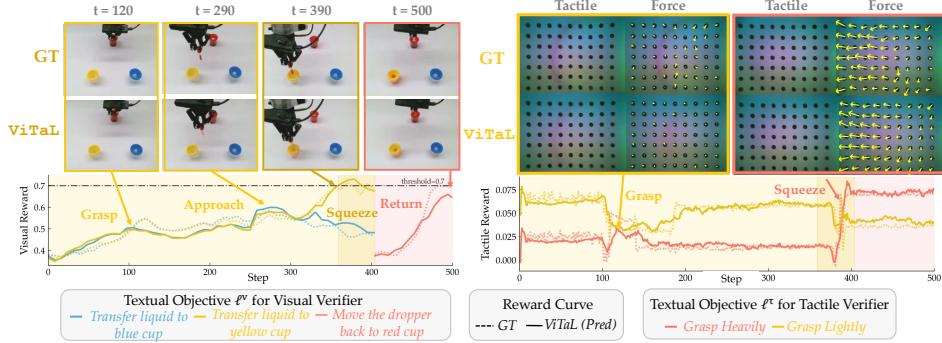 t = 120
t = 290
t = 390
t = 500
Tactile
Force
Tactile
Force
GT
ViTaL
GT
ViTaL
Visual Reward
0.7
0.6
0.5
0.4
threshold=0.7
Grasp
Approach
Squeeze
Return
0
100
200
300
400
500
Step
Tactile Reward
0.075
0.050
0.025
0.000
Grasp
Squeeze
0
100
200
300
400
500
Step
Textual Objective ℓᵛ for Visual Verifier
Transfer liquid to blue cup
Transfer liquid to yellow cup
Move the dropper back to red cup
Reward Curve
GT
ViTaL (Pred)
Textual Objective ℓᵗ for Tactile Verifier
Grasp Heavily
Grasp Lightly